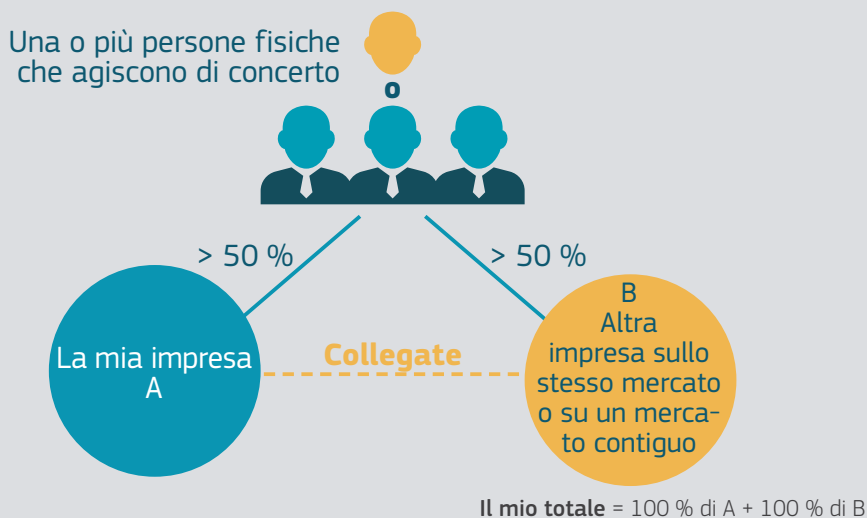 Una o più persone fisiche
che agiscono di concerto
o
> 50 %
> 50 %
La mia impresa
A
Collegate
B
Altra
impresa sullo
stesso mercato
o su un merca-
to contiguo
Il mio totale = 100 % di A + 100 % di B